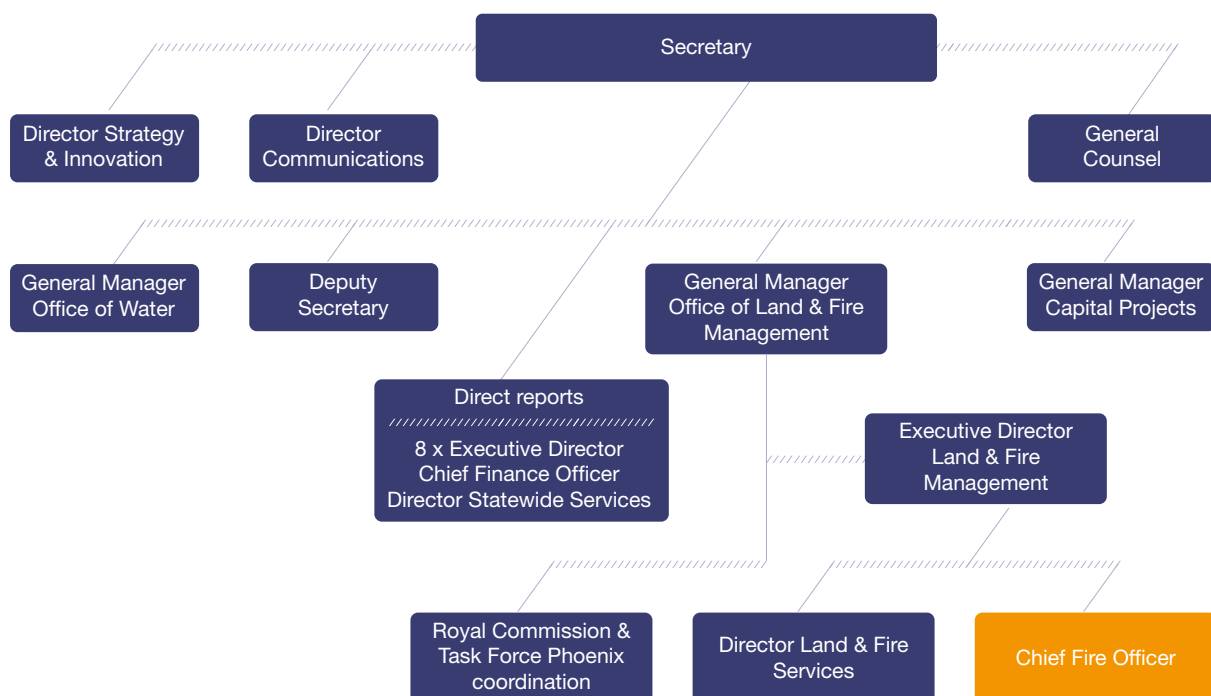 Secretary
Director Strategy
& Innovation
Director
Communications
General
Counsel
General Manager
Office of Water
Deputy
Secretary
General Manager
Office of Land & Fire
Management
General Manager
Capital Projects
Direct reports
8 x Executive Director
Chief Finance Officer
Director Statewide Services
Executive Director
Land & Fire
Management
Royal Commission &
Task Force Phoenix
coordination
Director Land & Fire
Services
Chief Fire Officer